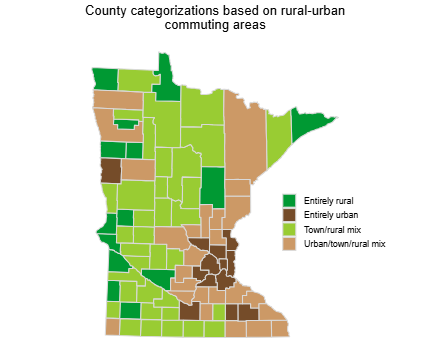 County categorizations based on rural-urban
commuting areas
Entirely rural
Entirely urban
Town/rural mix
Urban/town/rural mix